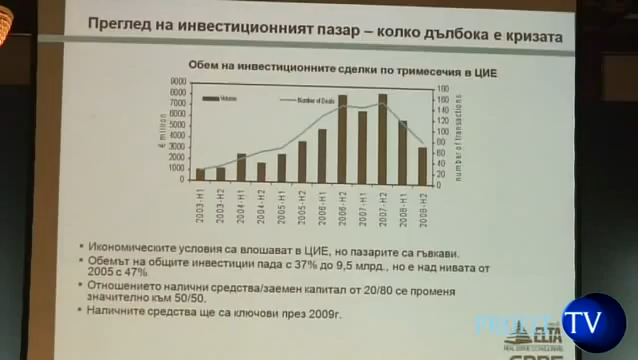 Преглед на инвестиционният пазар – колко дълбока е кризата
Обем на инвестиционните сделки по тримесечия в ЦИЕ
9000
8000
7000
6000
5000
4000
3000
2000
1000
0
€ million
Volume
Number of Deals
180
160
140
120
100
80
60
40
20
0
number of transactions
2003-H1
2003-H2
2004-H1
2004-H2
2005-H1
2005-H2
2006-H1
2006-H2
2007-H1
2007-H2
2008-H1
2008-H2
Икономическите условия са влошават в ЦИЕ, но пазарите са гъвкави.
Обемът на общите инвестиции пада с 37% до 9,5 млрд., но е над нивата от
2005 с 47%.
Отношението налични средства/заемен капитал от 20/80 се променя
значително към 50/50.
Наличните средства ще са ключови през 2009г.
TV